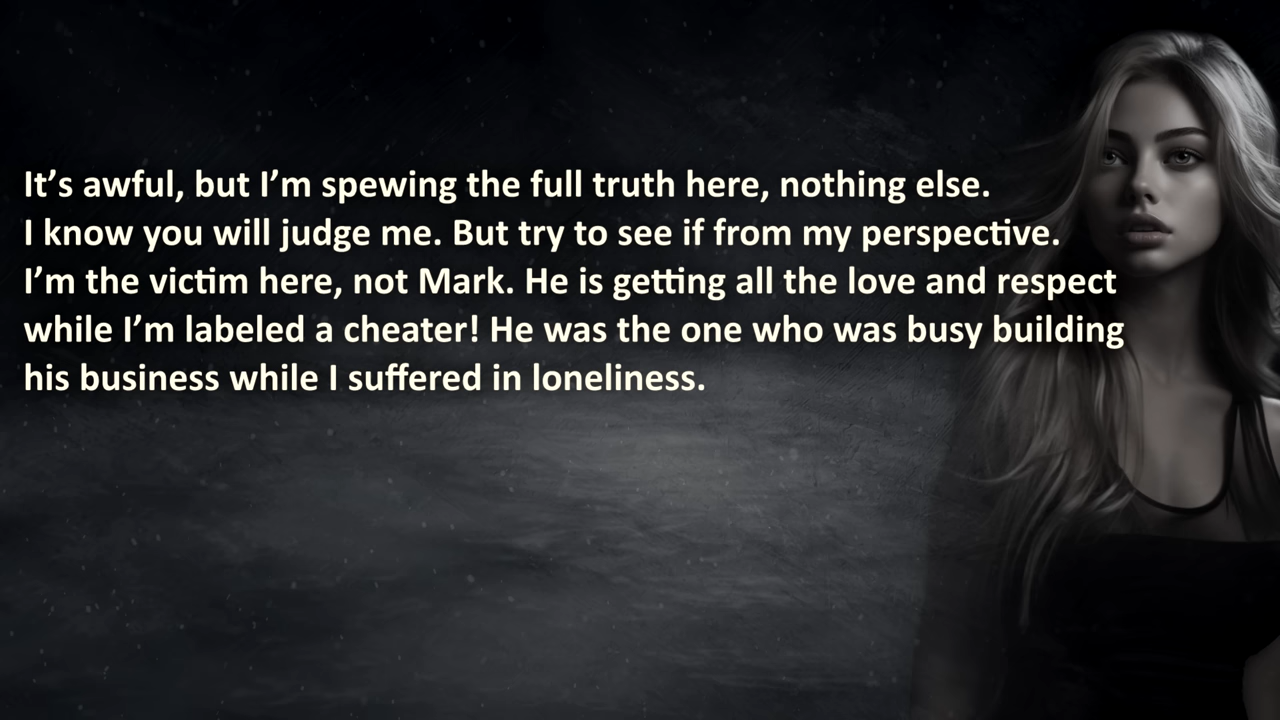 It’s awful, but I’m spewing the full truth here, nothing else.
I know you will judge me. But try to see if from my perspective.
I’m the victim here, not Mark. He is getting all the love and respect
while I’m labeled a cheater! He was the one who was busy building
his business while I suffered in loneliness.